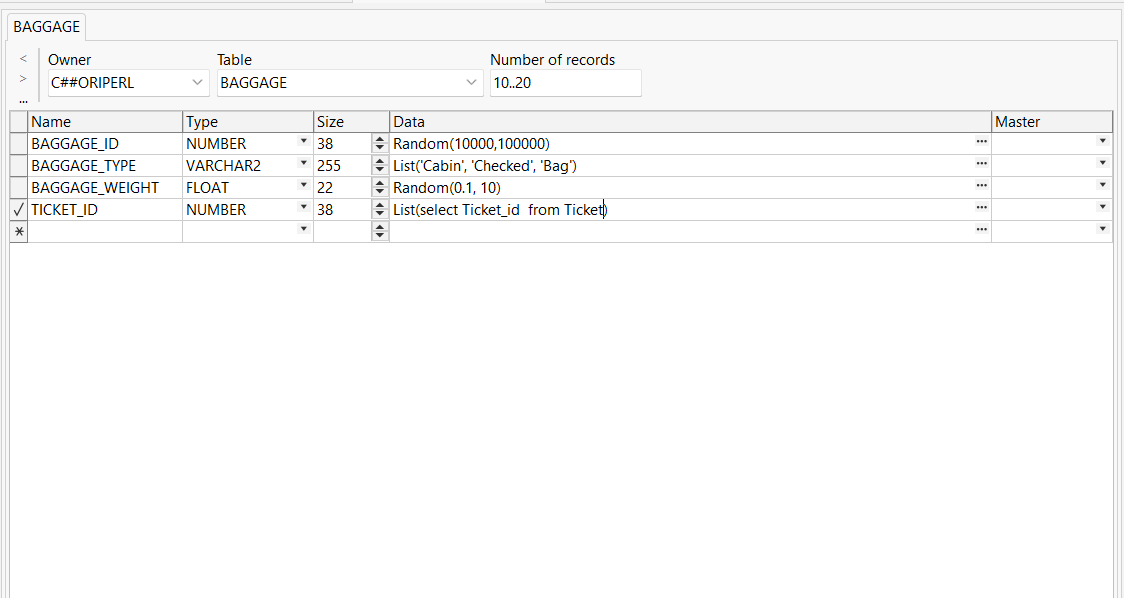 BAGGAGE
< Owner Table Number of records
> C##ORIPERL BAGGAGE 10..20
...
Name Type Size Data Master
BAGGAGE_ID NUMBER 38 Random(10000,100000) ...
BAGGAGE_TYPE VARCHAR2 255 List('Cabin', 'Checked', 'Bag') ...
BAGGAGE_WEIGHT FLOAT 22 Random(0.1, 10) ...
✓ TICKET_ID NUMBER 38 List(select Ticket_id  from Ticket) ...
* ...